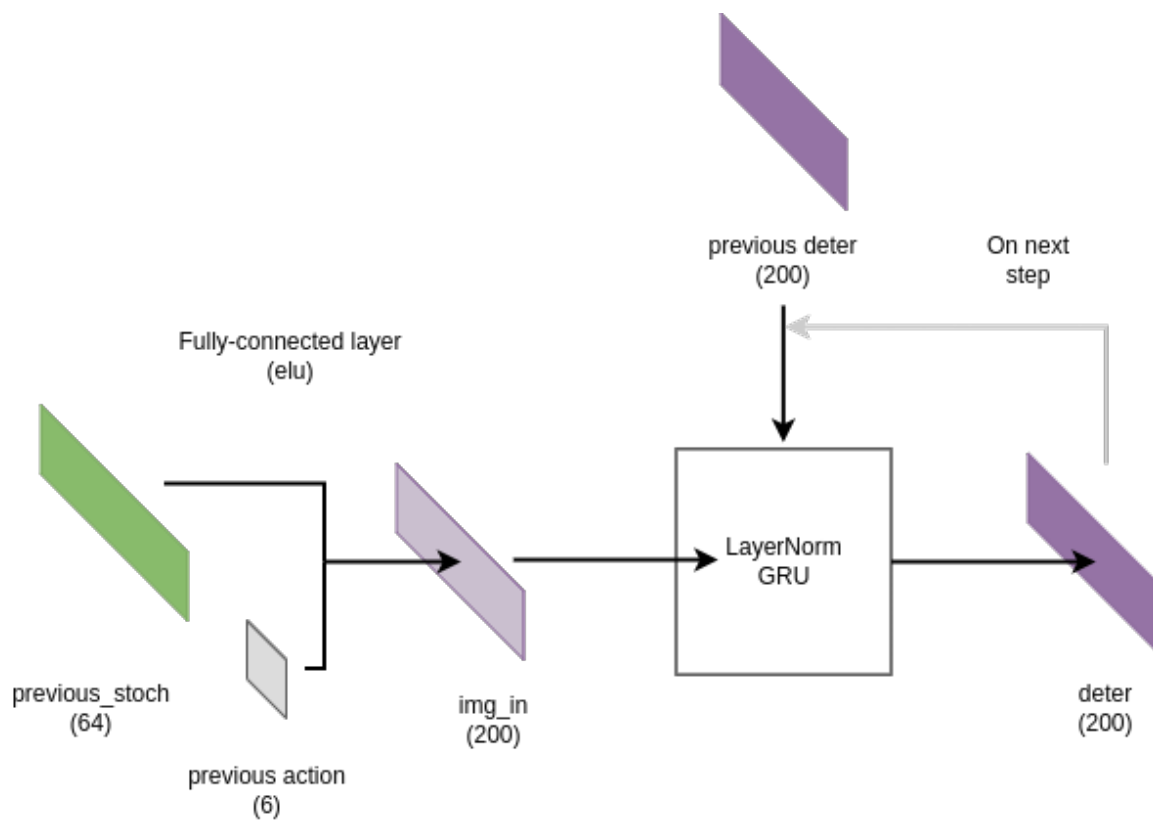 previous deter
(200)
On next
step
Fully-connected layer
(elu)
LayerNorm
GRU
previous_stoch
(64)
img_in
(200)
deter
(200)
previous action
(6)